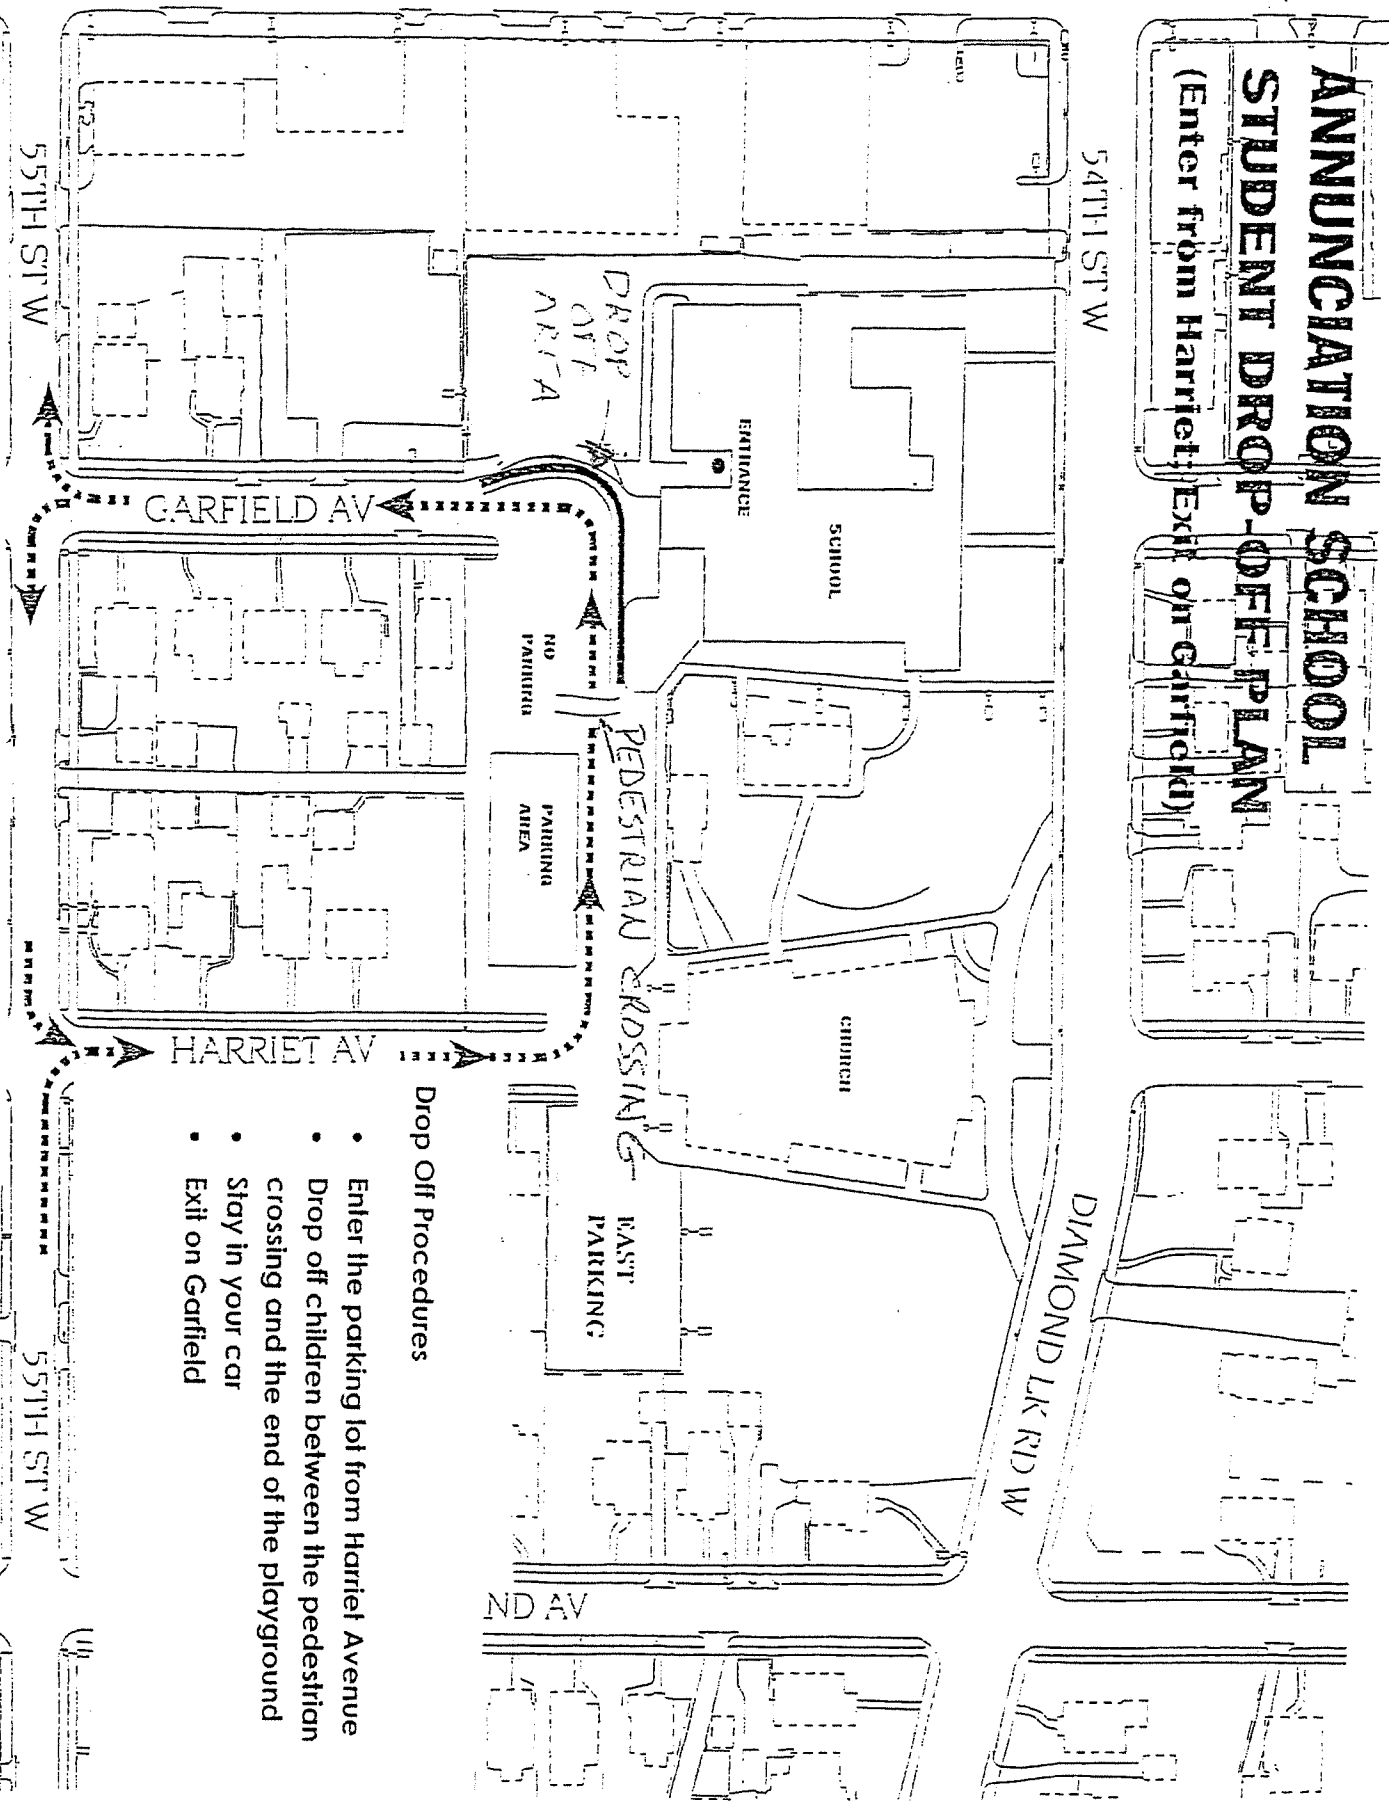 ANNUNCIATION SCHOOL
STUDENT DROP-OFF PLAN
(Enter from Harriet; Exit on Garfield)
54TH ST W
DIAMOND LK RD W
SCHOOL
CHURCH
ENTRANCE
DROP
OFF
AREA
PEDESTRIAN CROSSING
EAST
PARKING
NO
PARKING
PARKING
AREA
ND AV
GARFIELD AV
HARRIET AV
Drop Off Procedures
• Enter the parking lot from Harriet Avenue
• Drop off children between the pedestrian
crossing and the end of the playground
• Stay in your car
• Exit on Garfield
55TH ST W
55TH ST W